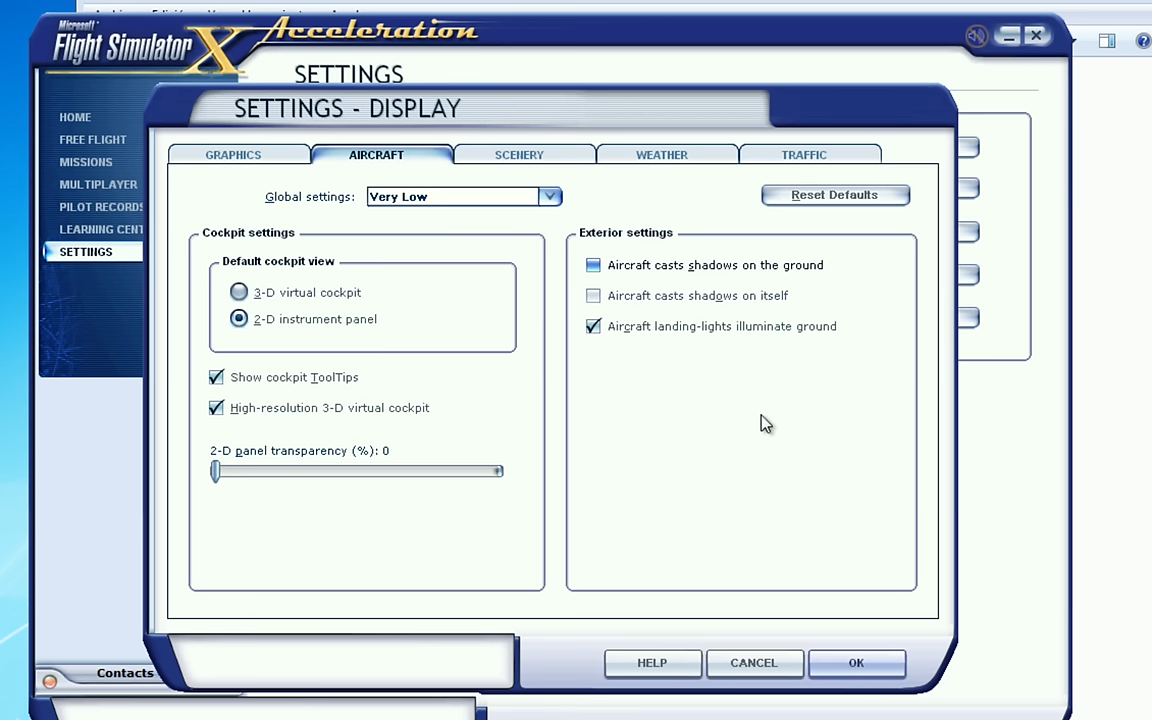 Microsoft
Flight Simulator X
Acceleration
SETTINGS
SETTINGS - DISPLAY
HOME
FREE FLIGHT
MISSIONS
MULTIPLAYER
PILOT RECORDS
LEARNING CENT
SETTINGS
GRAPHICS
AIRCRAFT
SCENERY
WEATHER
TRAFFIC
Global settings:
Very Low
Reset Defaults
Cockpit settings
Default cockpit view
3-D virtual cockpit
2-D instrument panel
Show cockpit ToolTips
High-resolution 3-D virtual cockpit
2-D panel transparency (%): 0
Exterior settings
Aircraft casts shadows on the ground
Aircraft casts shadows on itself
Aircraft landing-lights illuminate ground
Contacts
HELP
CANCEL
OK